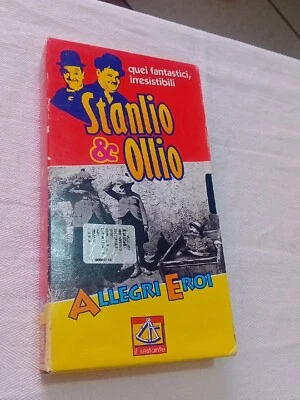 quei fantastici,
irresistibili
Stanlio
& Ollio
ALLEGRI EROI
il sestante